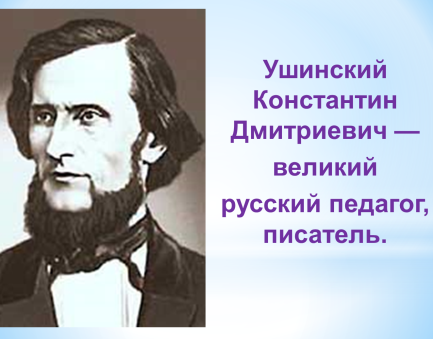 Ушинский
Константин
Дмитриевич —
великий
русский педагог,
писатель.